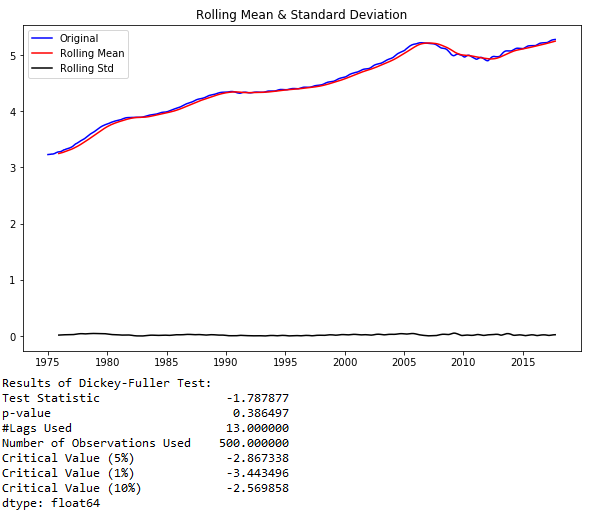 Rolling Mean & Standard Deviation
Original
Rolling Mean
Rolling Std
5
4
3
2
1
0
1975 1980 1985 1990 1995 2000 2005 2010 2015
Results of Dickey-Fuller Test:
Test Statistic -1.787877
p-value 0.386497
#Lags Used 13.000000
Number of Observations Used 500.000000
Critical Value (5%) -2.867338
Critical Value (1%) -3.443496
Critical Value (10%) -2.569858
dtype: float64